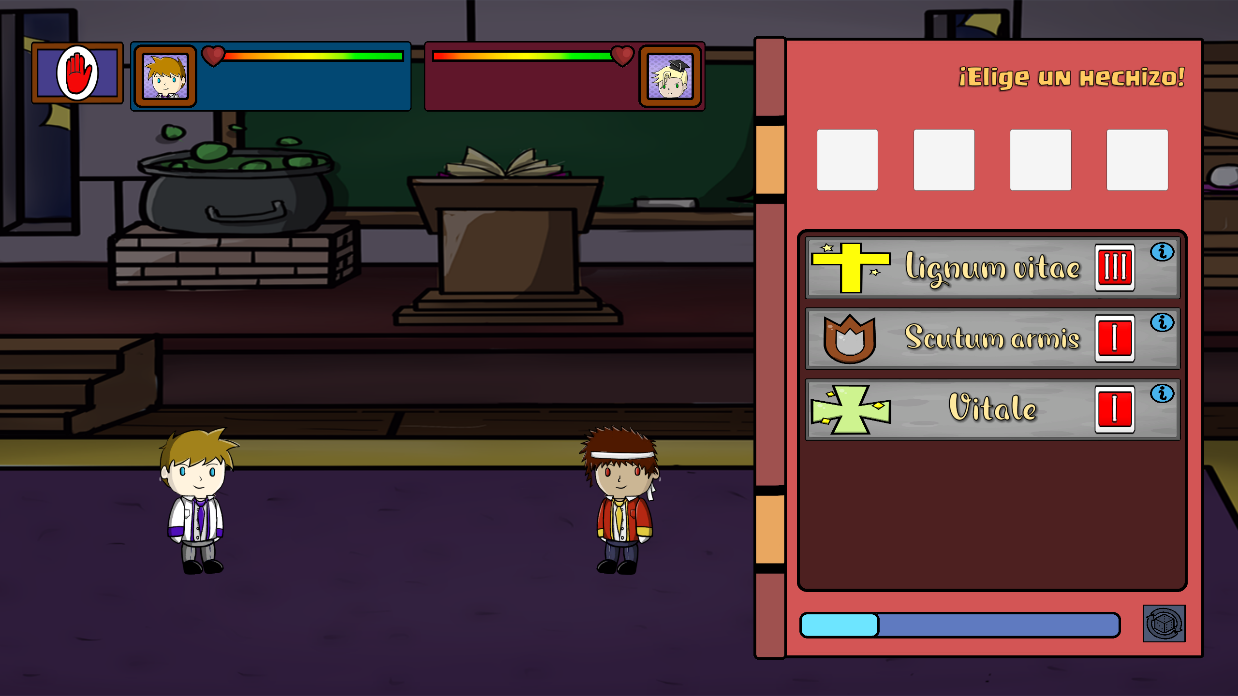 ¡Elige un hechizo!
Lignum vitae III i
Scutum armis I i
Vitale I i